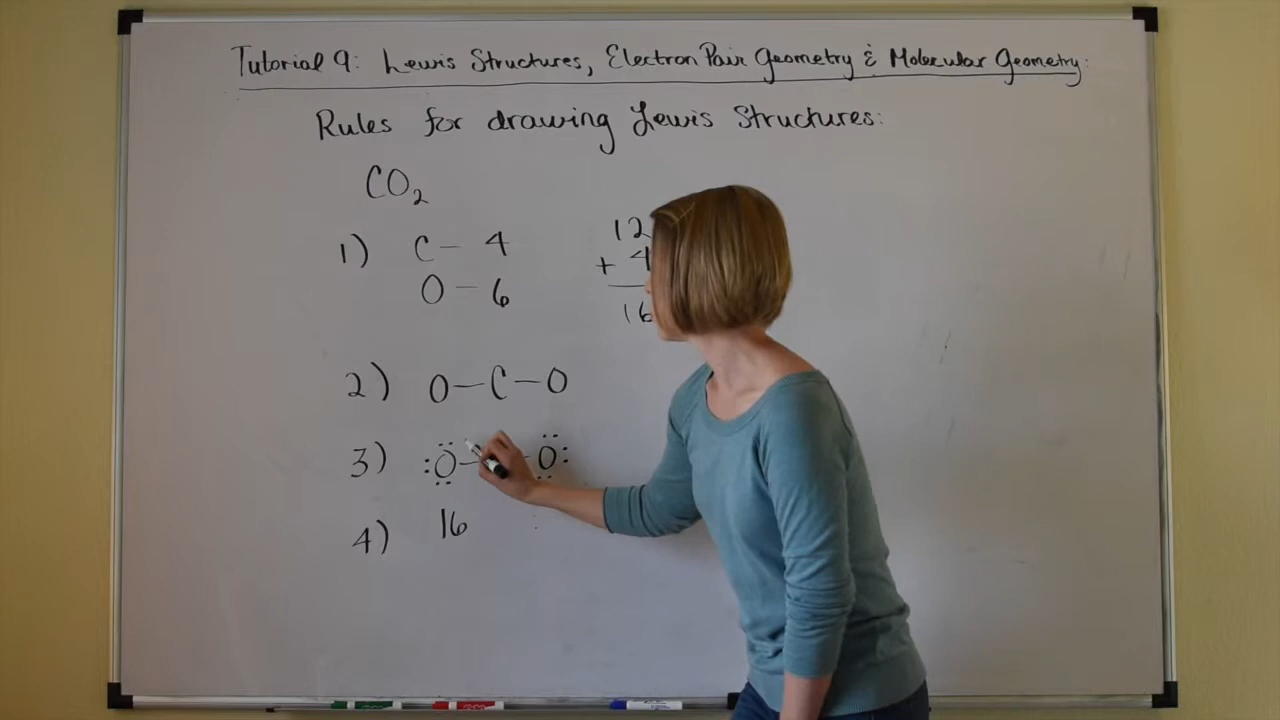 Tutorial 9: Lewis Structures, Electron Pair Geometry & Molecular Geometry:
Rules for drawing Lewis Structures:
CO₂
1) C - 4
O - 6
12
+ 4
16
2) O - C - O
3) :Ö - Ö:
4) 16